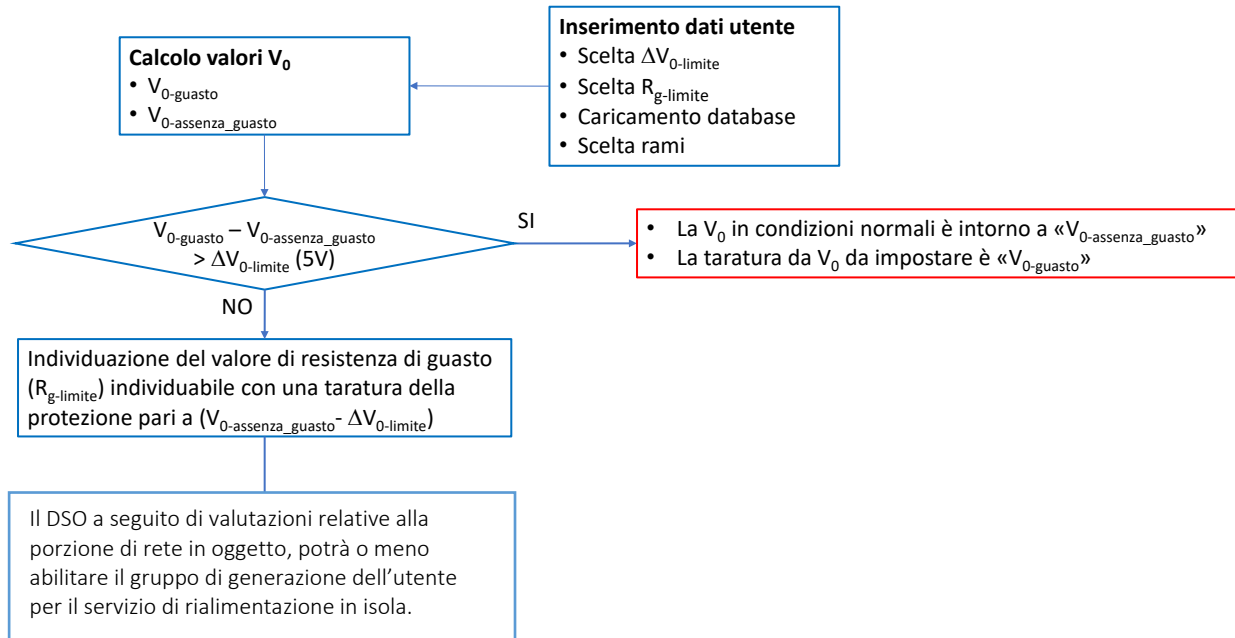 Inserimento dati utente
• Scelta ΔV0-limite
• Scelta Rg-limite
• Caricamento database
• Scelta rami
Calcolo valori V0
• V0-guasto
• V0-assenza_guasto
V0-guasto – V0-assenza_guasto
> ΔV0-limite (5V)
SI
• La V0 in condizioni normali è intorno a «V0-assenza_guasto»
• La taratura da V0 da impostare è «V0-guasto»
NO
Individuazione del valore di resistenza di guasto
(Rg-limite) individuabile con una taratura della
protezione pari a (V0-assenza_guasto- ΔV0-limite)
Il DSO a seguito di valutazioni relative alla
porzione di rete in oggetto, potrà o meno
abilitare il gruppo di generazione dell’utente
per il servizio di rialimentazione in isola.